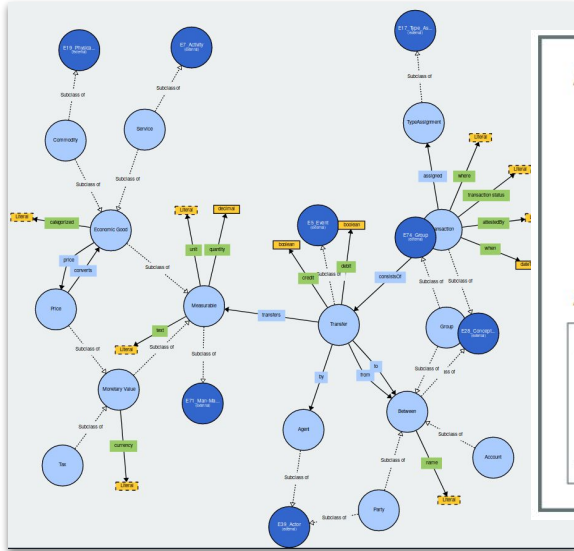 E17_Type_As...
(external)
E18_Physica...
(external)
E7_Activity
(external)
Subclass of
Subclass of
Subclass of
TypeAssignment
Literal
Service
Commodity
assigned
where
Literal
Subclass of
Subclass of
transaction status
Literal
decimal
Literal
E5_Event
(external)
attestedBy
categorized
Economic Good
boolean
E74_Group
(external)
ransaction
unit
quantity
boolean
when
price
Subclass of
debit
converts
Subclass of
credit
consistsOf
date
Subclass of
Subclass of
Price
Measurable
transfers
Transfer
Group
E28_Concept...
(external)
text
Subclass of
Literal
Subclass of
Subclass of
to
Subclass of
ss of
by
from
Monetary Value
E71_Man-Ma...
(external)
Between
Agent
Subclass of
currency
Subclass of
Tax
Subclass of
Subclass of
name
Account
Literal
Literal
Party
E39_Actor
(external)
Subclass of